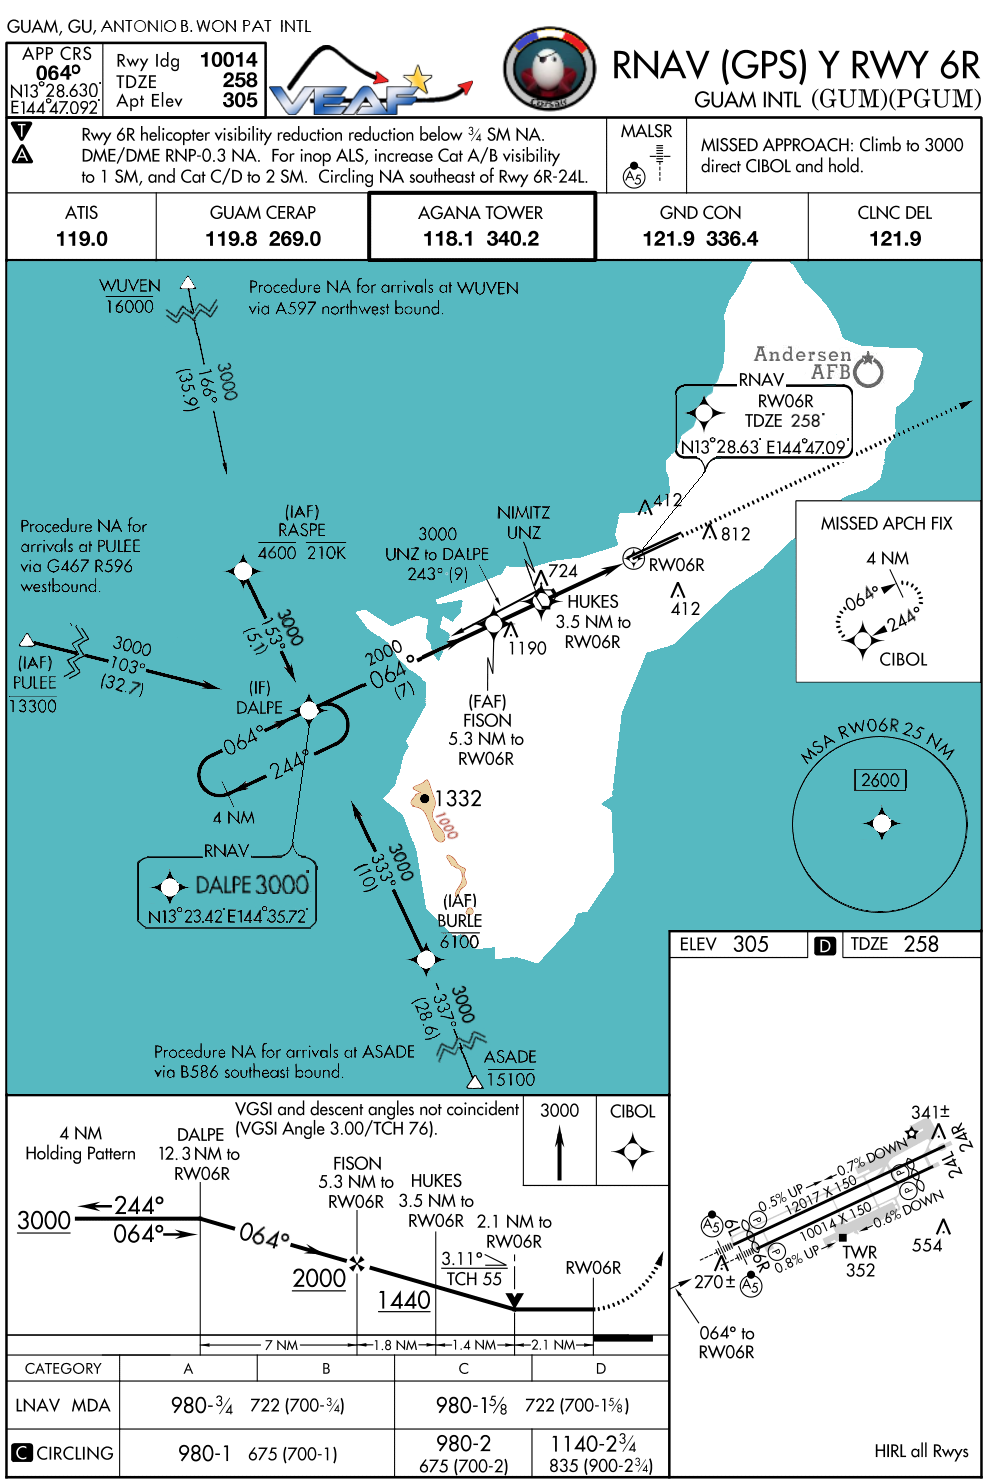 GUAM, GU, ANTONIO B. WON PAT INTL
APP CRS
064°
N13°28.630'
E144°47.092'
Rwy ldg 10014
TDZE 258
Apt Elev 305
VEAF
Corsair
RNAV (GPS) Y RWY 6R
GUAM INTL (GUM)(PGUM)
T
A
Rwy 6R helicopter visibility reduction reduction below ¾ SM NA.
DME/DME RNP-0.3 NA. For inop ALS, increase Cat A/B visibility
to 1 SM, and Cat C/D to 2 SM. Circling NA southeast of Rwy 6R-24L.
MALSR
A5
MISSED APPROACH: Climb to 3000
direct CIBOL and hold.
ATIS
119.0
GUAM CERAP
119.8 269.0
AGANA TOWER
118.1 340.2
GND CON
121.9 336.4
CLNC DEL
121.9
WUVEN
16000
Procedure NA for arrivals at WUVEN
via A597 northwest bound.
3000
166°
(35.9)
Andersen
AFB
RNAV
RW06R
TDZE 258'
N13°28.63' E144°47.09'
Procedure NA for
arrivals at PULEE
via G467 R596
westbound.
(IAF)
RASPE
4600 210K
3000
UNZ to DALPE
243° (9)
NIMITZ
UNZ
412
812
RW06R
724
412
HUKES
3.5 NM to
RW06R
1190
MISSED APCH FIX
4 NM
064°
244°
CIBOL
3000
153°
(5.1)
(IAF)
PULEE
13300
3000
103°
(32.7)
(IF)
DALPE
2000
064°
(7)
(FAF)
FISON
5.3 NM to
RW06R
064°
244°
4 NM
MSA RW06R 25 NM
2600
1332
1000
RNAV
DALPE 3000'
N13°23.42' E144°35.72'
3000
333°
(10)
(IAF)
BURLE
6100
3000
337°
(28.6)
Procedure NA for arrivals at ASADE
via B586 southeast bound.
ASADE
15100
ELEV 305
D
TDZE 258
341±
24R
24L
0.7% DOWN
0.5% UP
12017 X 150
10014 X 150
0.6% DOWN
0.8% UP
P
P
P
P
A5
6L
06R
TWR
352
554
270±
A5
064° to
RW06R
HIRL all Rwys
VGSI and descent angles not coincident
(VGSI Angle 3.00/TCH 76).
3000
CIBOL
4 NM
Holding Pattern
DALPE
12.3 NM to
RW06R
FISON
5.3 NM to
RW06R
HUKES
3.5 NM to
RW06R
2.1 NM to
RW06R
RW06R
3000
244°
064°
064°
2000
1440
3.11°
TCH 55
7 NM
1.8 NM
1.4 NM
2.1 NM
CATEGORY A B C D
LNAV MDA 980-¾ 722 (700-¾) 980-1⅝ 722 (700-1⅝)
C CIRCLING 980-1 675 (700-1) 980-2 675 (700-2) 1140-2¾ 835 (900-2¾)